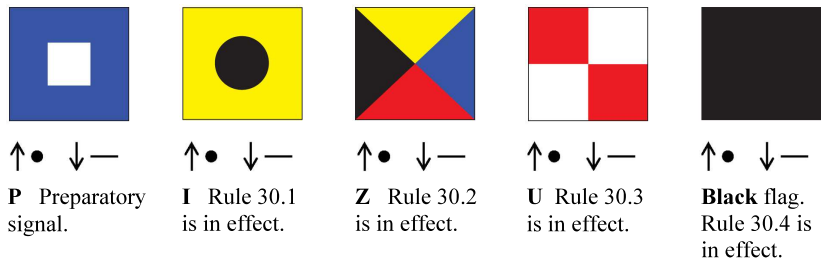 P Preparatory signal.
I Rule 30.1 is in effect.
Z Rule 30.2 is in effect.
U Rule 30.3 is in effect.
Black flag. Rule 30.4 is in effect.